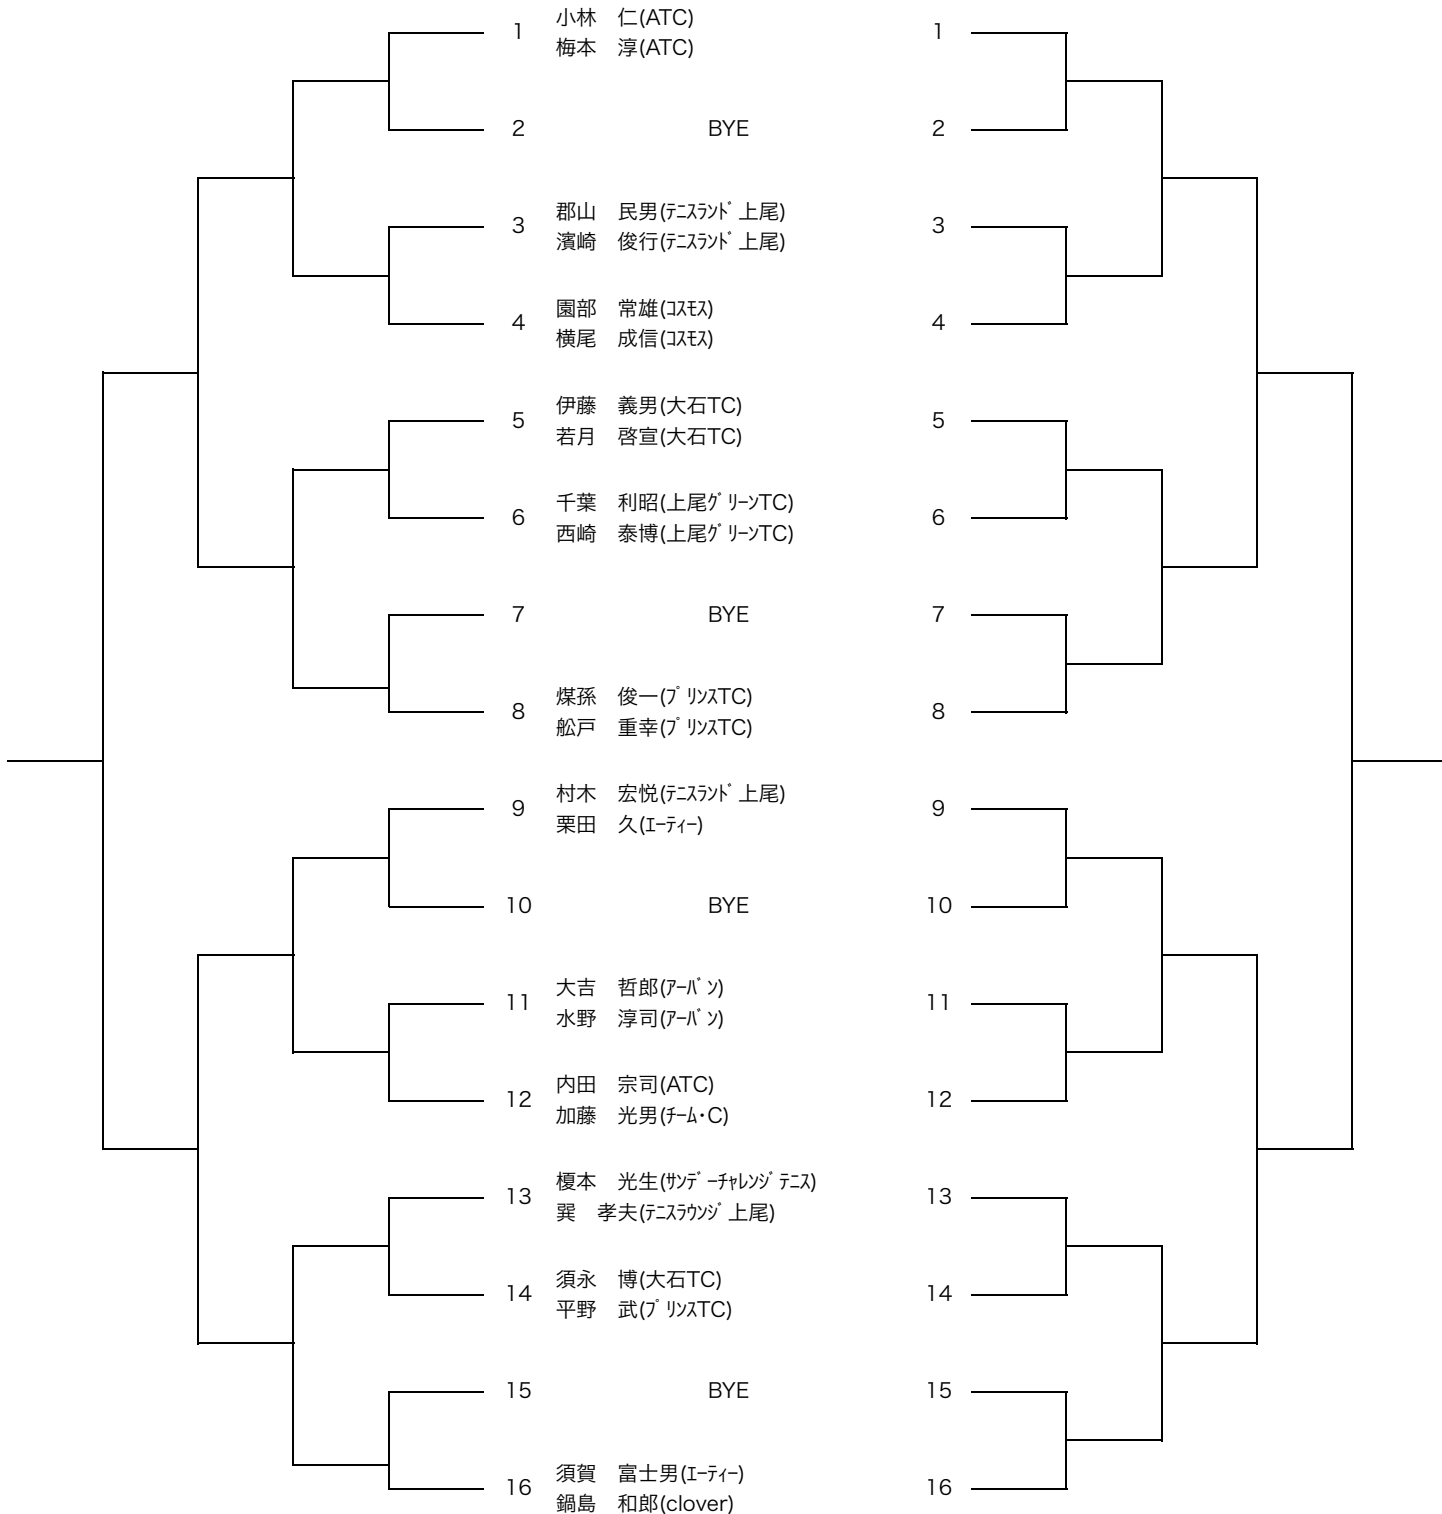 1 小林　仁(ATC) 1
梅本　淳(ATC)
2 BYE 2
3 郡山　民男(ﾃﾆｽﾗﾝﾄﾞ上尾) 3
濱崎　俊行(ﾃﾆｽﾗﾝﾄﾞ上尾)
4 園部　常雄(ｺｽﾓｽ) 4
横尾　成信(ｺｽﾓｽ)
5 伊藤　義男(大石TC) 5
若月　啓宣(大石TC)
6 千葉　利昭(上尾ｸﾞﾘｰﾝTC) 6
西崎　泰博(上尾ｸﾞﾘｰﾝTC)
7 BYE 7
8 煤孫　俊一(ﾌﾟﾘﾝｽTC) 8
舩戸　重幸(ﾌﾟﾘﾝｽTC)
9 村木　宏悦(ﾃﾆｽﾗﾝﾄﾞ上尾) 9
栗田　久(ｴｰﾃｨｰ)
10 BYE 10
11 大吉　哲郎(ｱｰﾊﾞﾝ) 11
水野　淳司(ｱｰﾊﾞﾝ)
12 内田　宗司(ATC) 12
加藤　光男(ﾁｰﾑ･C)
13 榎本　光生(ｻﾝﾃﾞｰﾁｬﾚﾝｼﾞﾃﾆｽ) 13
巽　孝夫(ﾃﾆｽﾗｳﾝｼﾞ上尾)
14 須永　博(大石TC) 14
平野　武(ﾌﾟﾘﾝｽTC)
15 BYE 15
16 須賀　富士男(ｴｰﾃｨｰ) 16
鍋島　和郎(clover)